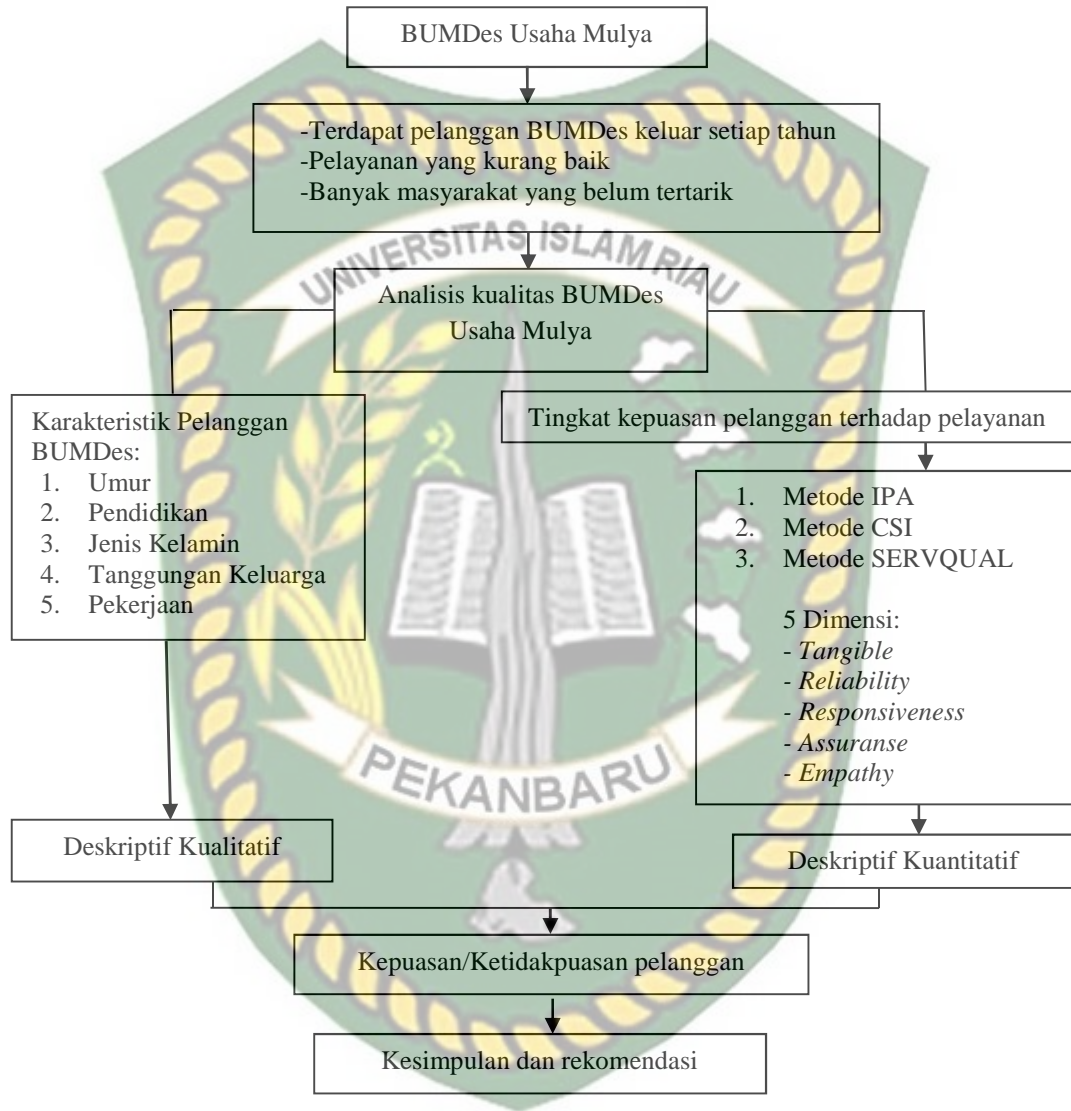 BUMDes Usaha Mulya
-Terdapat pelanggan BUMDes keluar setiap tahun
-Pelayanan yang kurang baik
-Banyak masyarakat yang belum tertarik
UNIVERSITAS ISLAM RIAU
Analisis kualitas BUMDes
Usaha Mulya
Karakteristik Pelanggan
BUMDes:
1. Umur
2. Pendidikan
3. Jenis Kelamin
4. Tanggungan Keluarga
5. Pekerjaan
Tingkat kepuasan pelanggan terhadap pelayanan
1. Metode IPA
2. Metode CSI
3. Metode SERVQUAL
5 Dimensi:
- Tangible
- Reliability
- Responsiveness
- Assuranse
- Empathy
PEKANBARU
Deskriptif Kualitatif
Deskriptif Kuantitatif
Kepuasan/Ketidakpuasan pelanggan
Kesimpulan dan rekomendasi